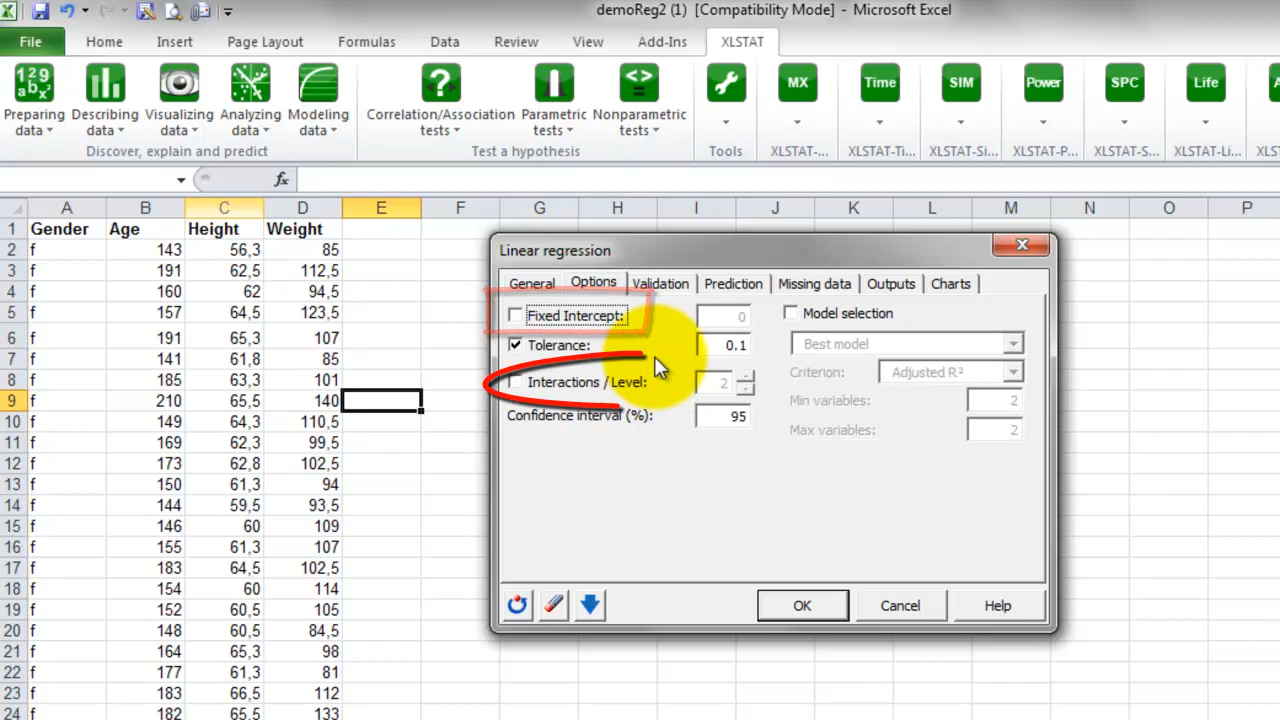 demoReg2 (1) [Compatibility Mode] - Microsoft Excel
File Home Insert Page Layout Formulas Data Review View Add-Ins XLSTAT
Preparing data Describing data Visualizing data Analyzing data Modeling data Correlation/Association tests Parametric tests Nonparametric tests MX Time SIM Power SPC Life
Discover, explain and predict Test a hypothesis Tools XLSTAT-... XLSTAT-Ti... XLSTAT-Si... XLSTAT-P... XLSTAT-S... XLSTAT-Li...
fx
A B C D E F G H I J K L M N O P
1 Gender Age Height Weight
2 f 143 56,3 85
3 f 191 62,5 112,5
4 f 160 62 94,5
5 f 157 64,5 123,5
6 f 191 65,3 107
7 f 141 61,8 85
8 f 185 63,3 101
9 f 210 65,5 140
10 f 149 64,3 110,5
11 f 169 62,3 99,5
12 f 173 62,8 102,5
13 f 150 61,3 94
14 f 144 59,5 93,5
15 f 146 60 109
16 f 155 61,3 107
17 f 183 64,5 102,5
18 f 154 60 114
19 f 152 60,5 105
20 f 148 60,5 84,5
21 f 164 65,3 98
22 f 177 61,3 81
23 f 183 66,5 112
24 f 182 65,5 133
Linear regression
General Options Validation Prediction Missing data Outputs Charts
Fixed Intercept: 0
Tolerance: 0.1
Interactions / Level: 2
Confidence interval (%): 95
Model selection
Best model
Criterion: Adjusted R²
Min variables: 2
Max variables: 2
OK Cancel Help